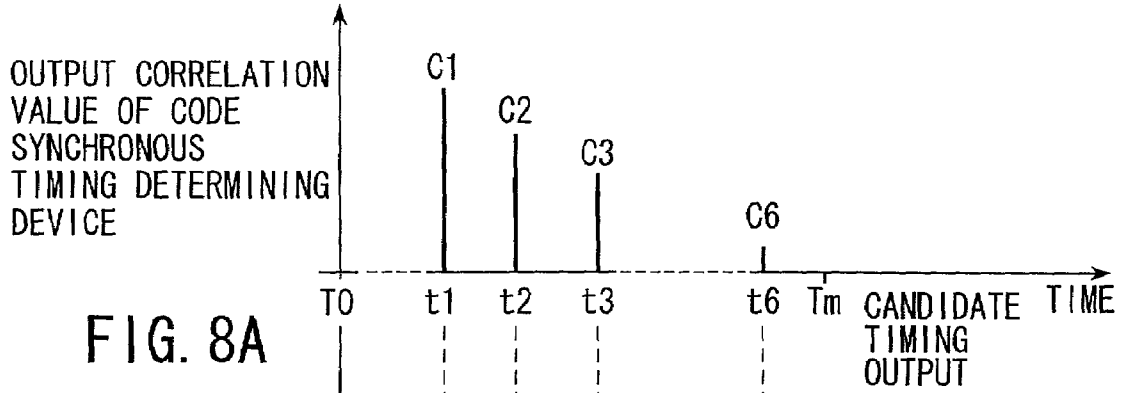 OUTPUT CORRELATION
VALUE OF CODE
SYNCHRONOUS
TIMING DETERMINING
DEVICE
C1
C2
C3
C6
T0
t1
t2
t3
t6
Tm
CANDIDATE
TIMING
OUTPUT
TIME
FIG. 8A